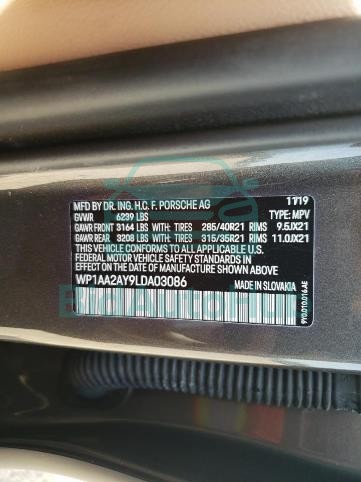 MFD BY DR. ING. H.C. F. PORSCHE AG 11/19
GVWR 6239 LBS TYPE: MPV
GAWR FRONT 3164 LBS WITH: TIRES 285/40R21 RIMS 9.5JX21
GAWR REAR 3208 LBS WITH: TIRES 315/35R21 RIMS 11.0JX21
THIS VEHICLE CONFORMS TO ALL APPLICABLE U.S.
FEDERAL MOTOR VEHICLE SAFETY STANDARDS IN
EFFECT ON THE DATE OF MANUFACTURE SHOWN ABOVE.
WP1AA2AY9LDA03086 MADE IN SLOVAKIA
9Y0.010.016AE